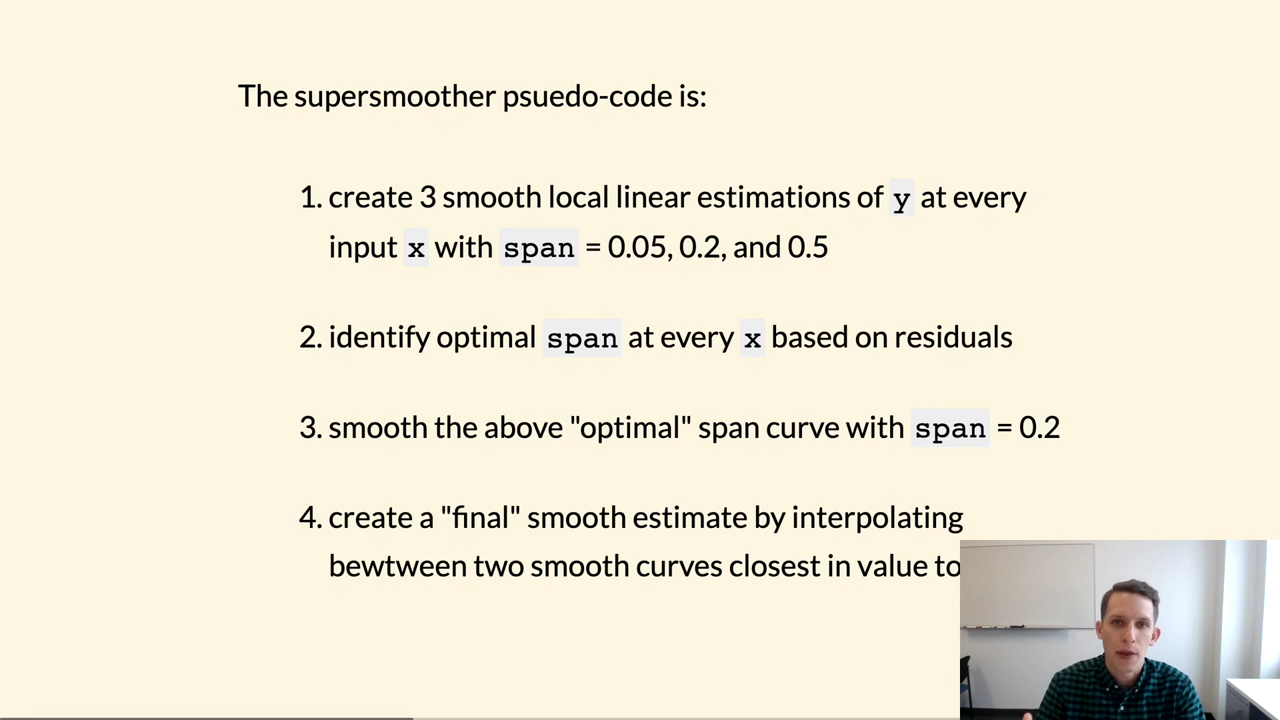 The supersmoother psuedo-code is:
1. create 3 smooth local linear estimations of y at every
input x with span = 0.05, 0.2, and 0.5
2. identify optimal span at every x based on residuals
3. smooth the above "optimal" span curve with span = 0.2
4. create a "final" smooth estimate by interpolating
bewtween two smooth curves closest in value to